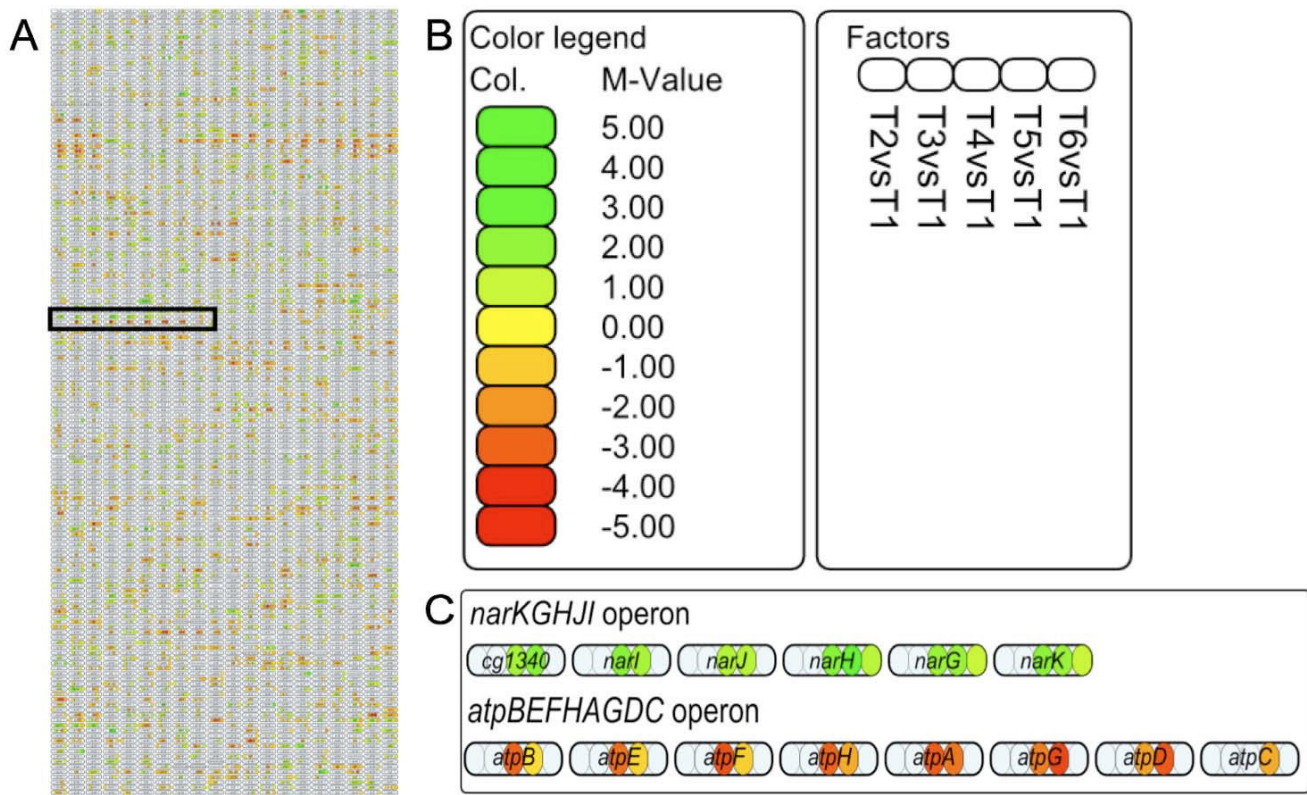 A
B
Color legend
Col. M-Value
5.00
4.00
3.00
2.00
1.00
0.00
-1.00
-2.00
-3.00
-4.00
-5.00
Factors
T2vsT1
T3vsT1
T4vsT1
T5vsT1
T6vsT1
C
narKGHJI operon
cg1340 narI narJ narH narG narK
atpBEFHAGDC operon
atpB atpE atpF atpH atpA atpG atpD atpC